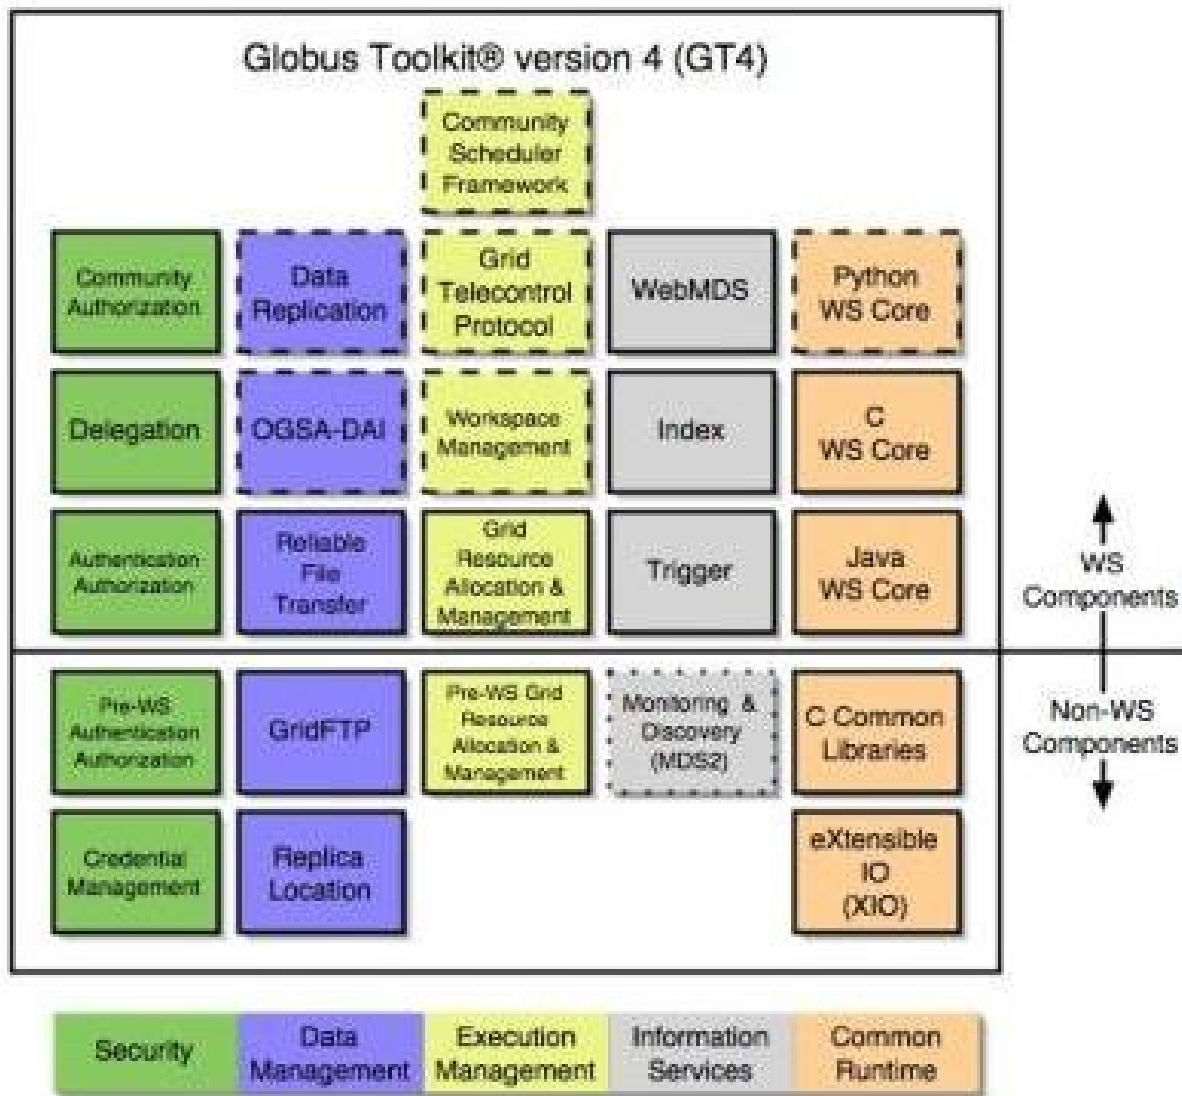 Globus Toolkit® version 4 (GT4)
Community
Scheduler
Framework
Community
Authorization
Data
Replication
Grid
Telecontrol
Protocol
WebMDS
Python
WS Core
Delegation
OGSA-DAI
Workspace
Management
Index
C
WS Core
Authentication
Authorization
Reliable
File
Transfer
Grid
Resource
Allocation &
Management
Trigger
Java
WS Core
WS
Components
Pre-WS
Authentication
Authorization
GridFTP
Pre-WS Grid
Resource
Allocation &
Management
Monitoring &
Discovery
(MDS2)
C Common
Libraries
Non-WS
Components
Credential
Management
Replica
Location
eXtensible
IO
(XIO)
Security
Data
Management
Execution
Management
Information
Services
Common
Runtime